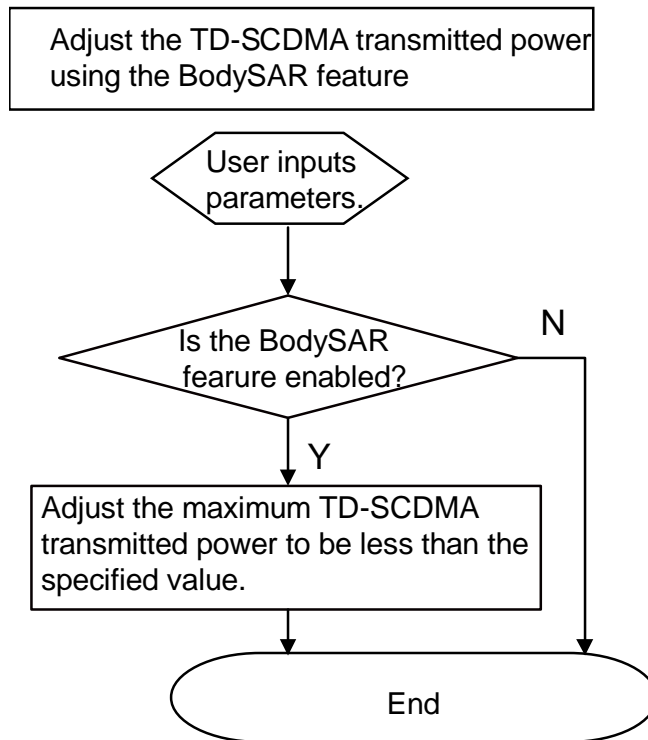 Adjust the TD-SCDMA transmitted power
using the BodySAR feature
User inputs
parameters.
Is the BodySAR
fearure enabled?
N
Y
Adjust the maximum TD-SCDMA
transmitted power to be less than the
specified value.
End